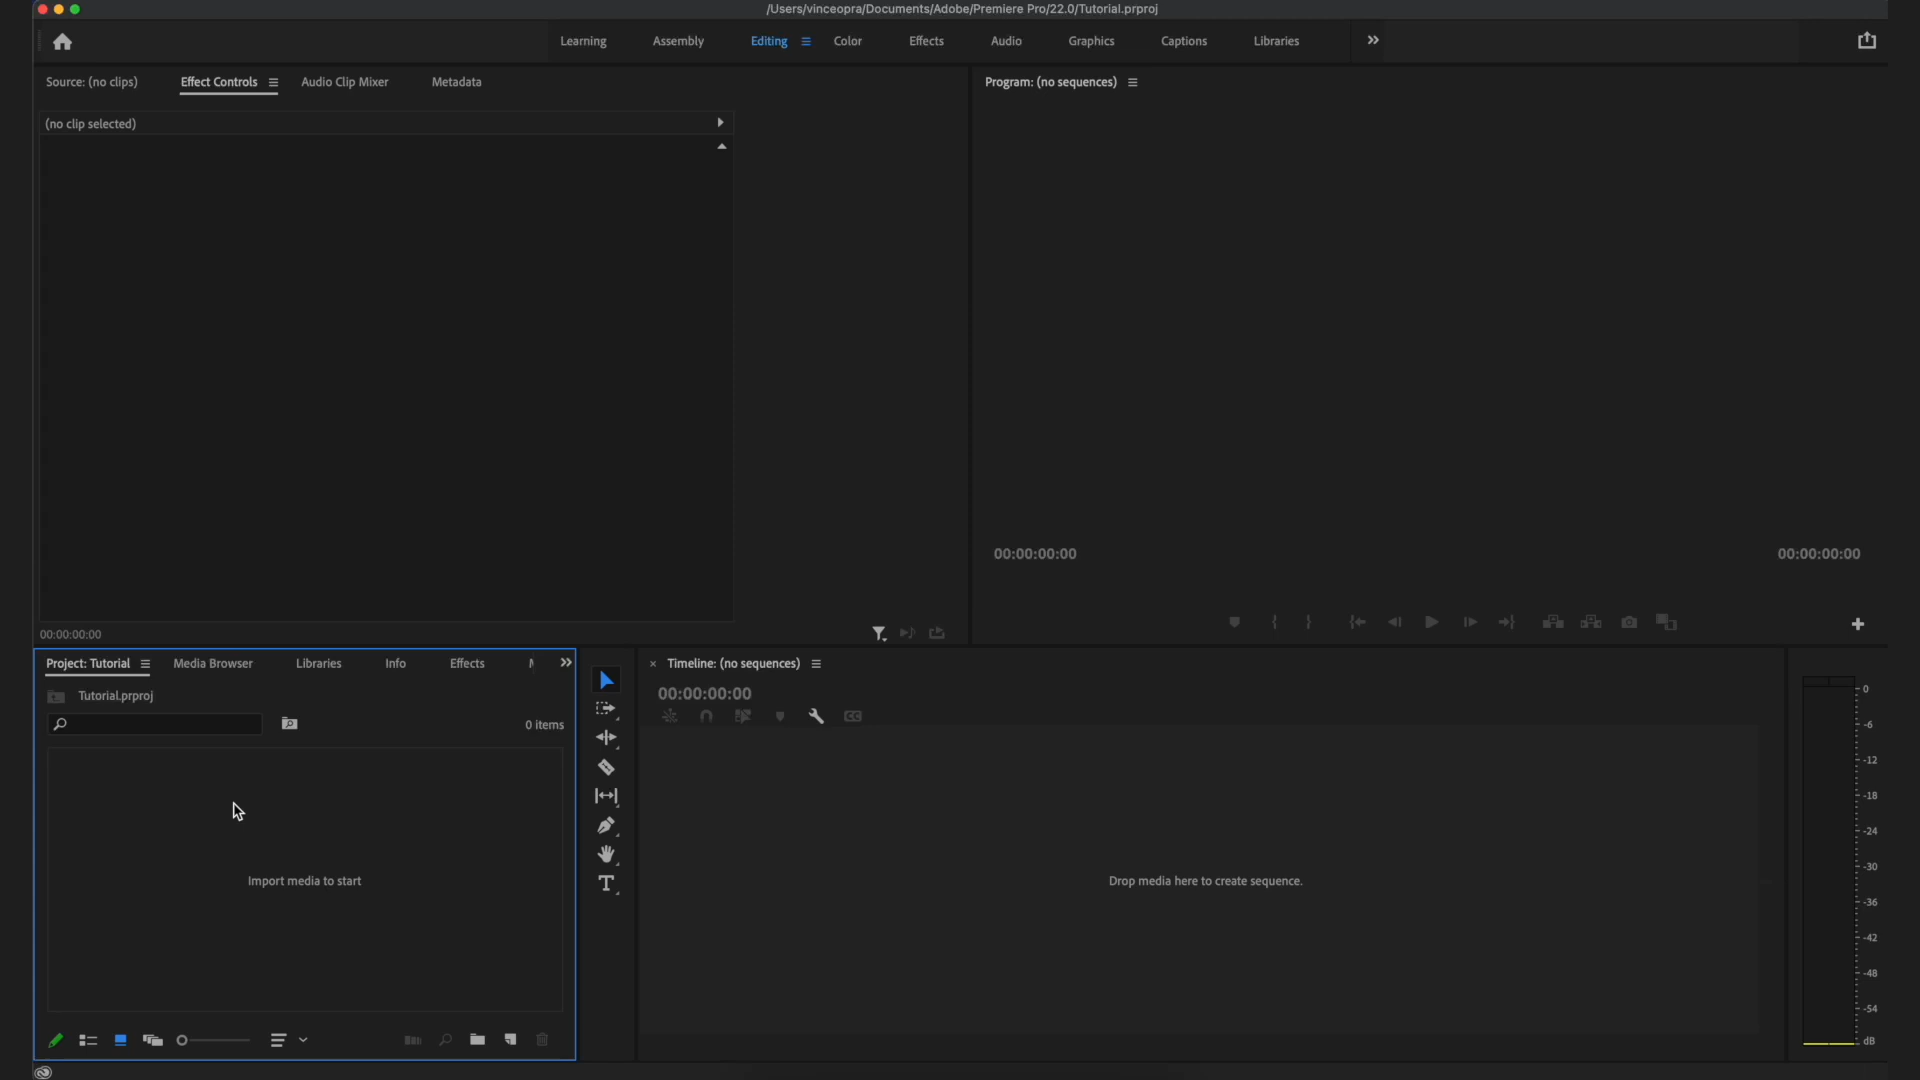 /Users/vinceopra/Documents/Adobe/Premiere Pro/22.0/Tutorial.prproj
Learning Assembly Editing Color Effects Audio Graphics Captions Libraries
Source: (no clips) Effect Controls Audio Clip Mixer Metadata
Program: (no sequences)
(no clip selected)
00:00:00:00 00:00:00:00
00:00:00:00
Project: Tutorial Media Browser Libraries Info Effects
Timeline: (no sequences)
Tutorial.prproj
00:00:00:00
0 items
Import media to start
Drop media here to create sequence.
0
-6
-12
-18
-24
-30
-36
-42
-48
-54
dB